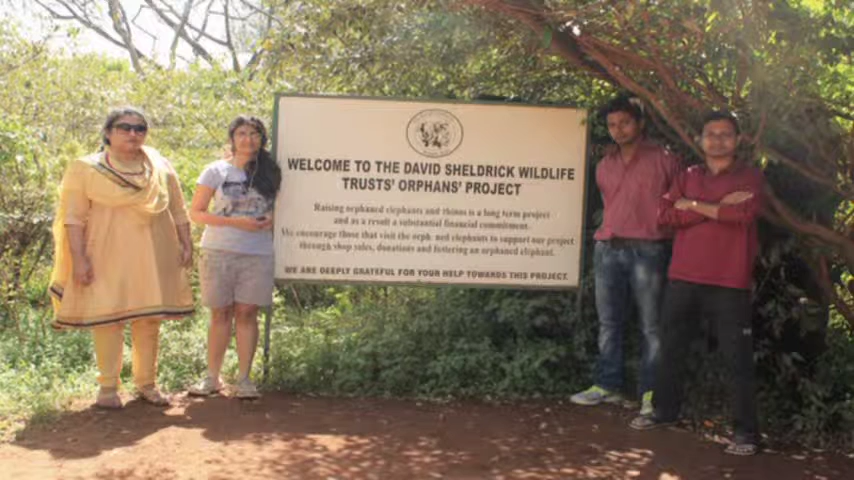 WELCOME TO THE DAVID SHELDRICK WILDLIFE
TRUSTS' ORPHANS' PROJECT
Raising orphaned elephants and rhinos is a long term project
and as a result a substantial financial commitment.
We encourage those that visit the orph ned elephants to support our project
through shop sales, donations and fostering an orphaned elephant.
WE ARE DEEPLY GRATEFUL FOR YOUR HELP TOWARDS THIS PROJECT.